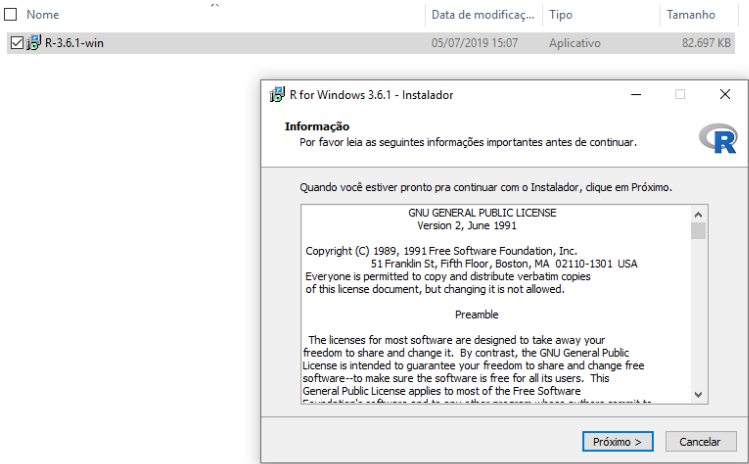 Nome Data de modificaç... Tipo Tamanho
R-3.6.1-win 05/07/2019 15:07 Aplicativo 82.697 KB
R for Windows 3.6.1 - Instalador
Informação
Por favor leia as seguintes informações importantes antes de continuar.
R
Quando você estiver pronto pra continuar com o Instalador, clique em Próximo.
GNU GENERAL PUBLIC LICENSE
Version 2, June 1991
Copyright (C) 1989, 1991 Free Software Foundation, Inc.
51 Franklin St, Fifth Floor, Boston, MA 02110-1301 USA
Everyone is permitted to copy and distribute verbatim copies
of this license document, but changing it is not allowed.
Preamble
The licenses for most software are designed to take away your
freedom to share and change it. By contrast, the GNU General Public
License is intended to guarantee your freedom to share and change free
software--to make sure the software is free for all its users. This
General Public License applies to most of the Free Software
Próximo > Cancelar